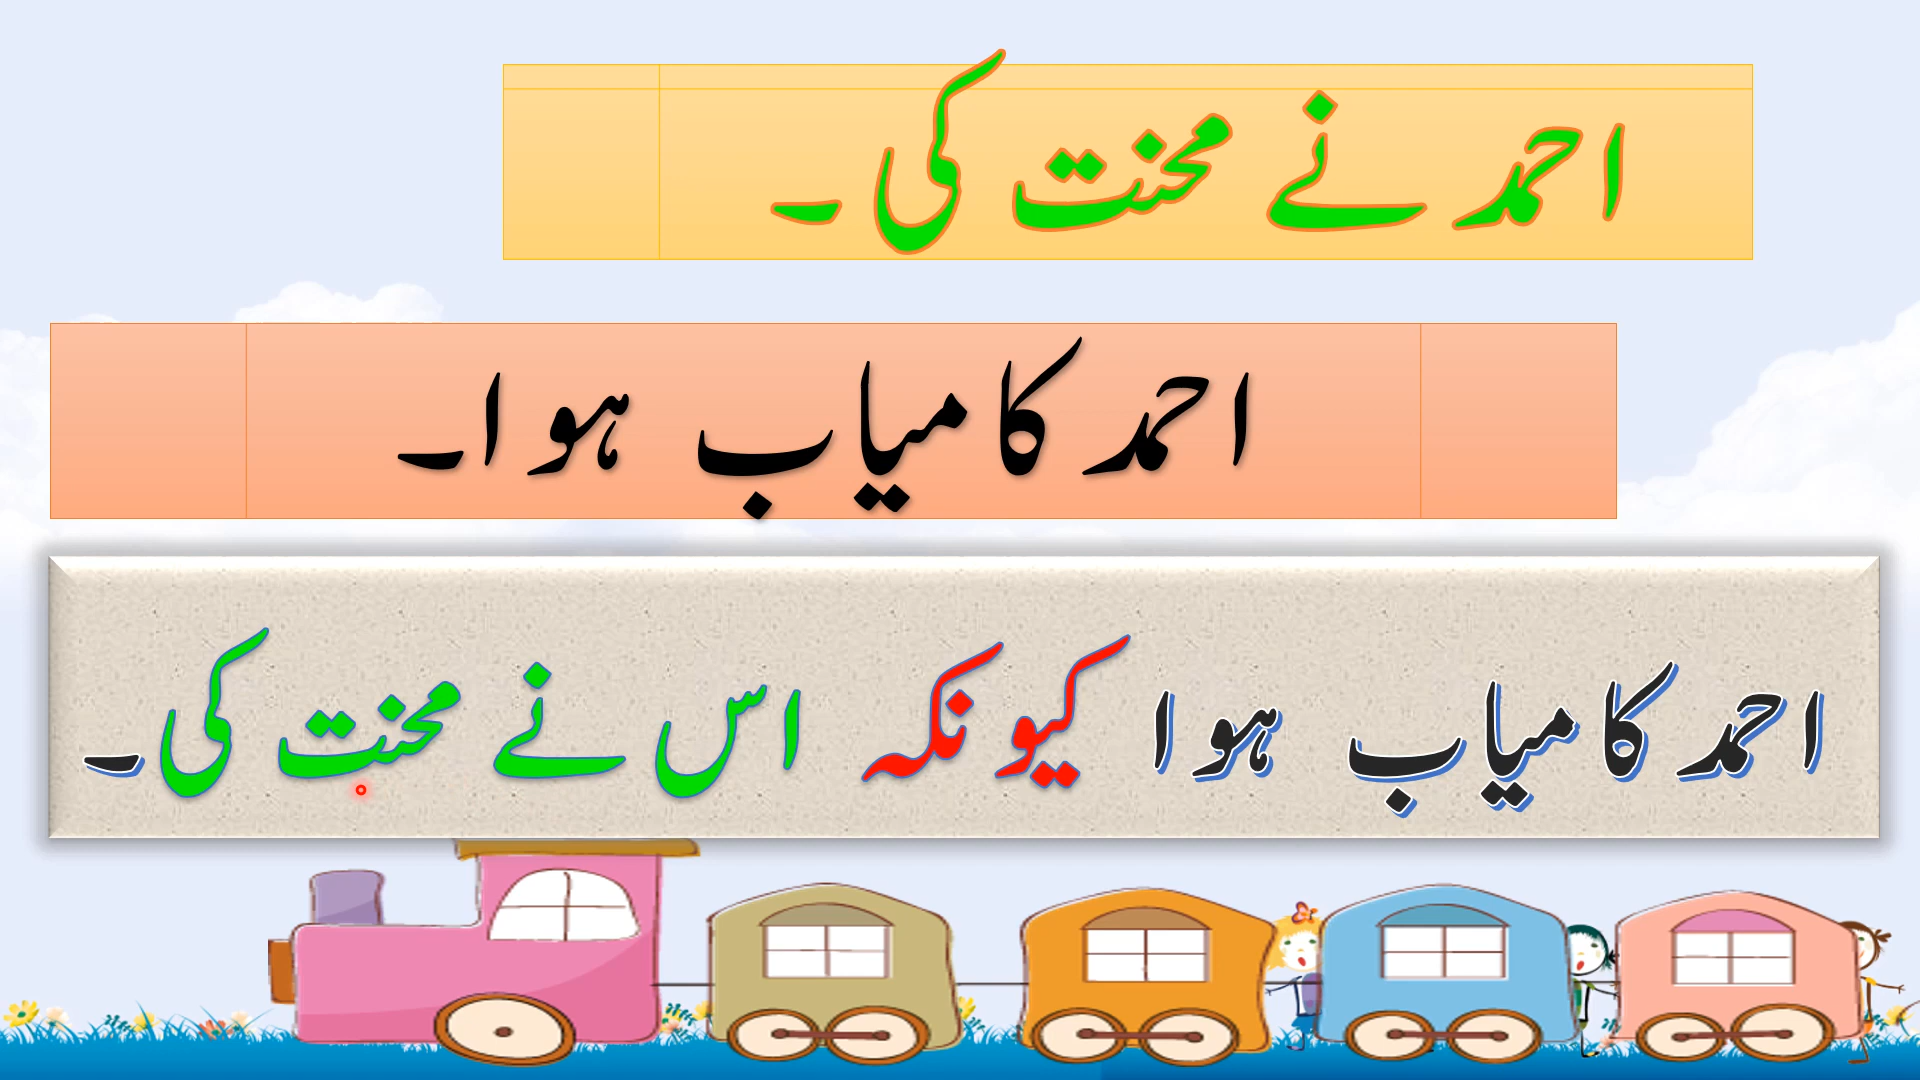 احمد نے محنت کی ۔
احمد کامیاب ہوا۔
احمد کامیاب ہوا کیونکہ اس نے محنت کی ۔